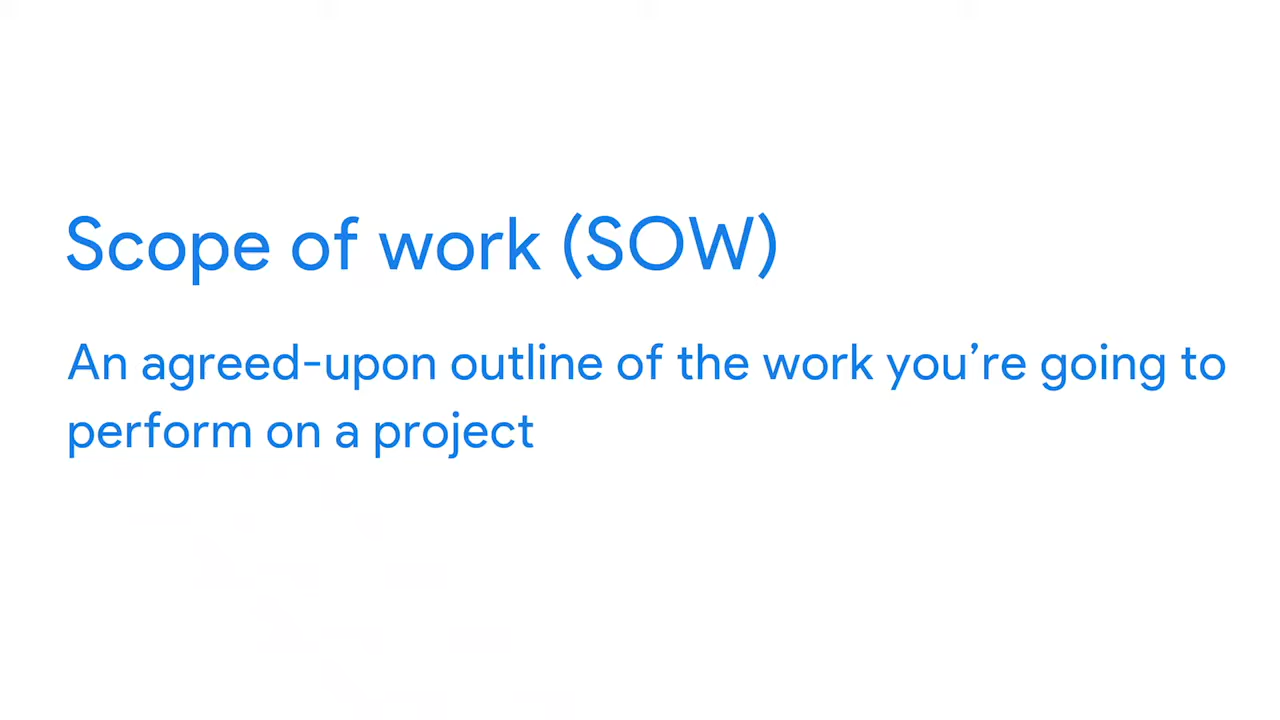 Scope of work (SOW)
An agreed-upon outline of the work you’re going to
perform on a project